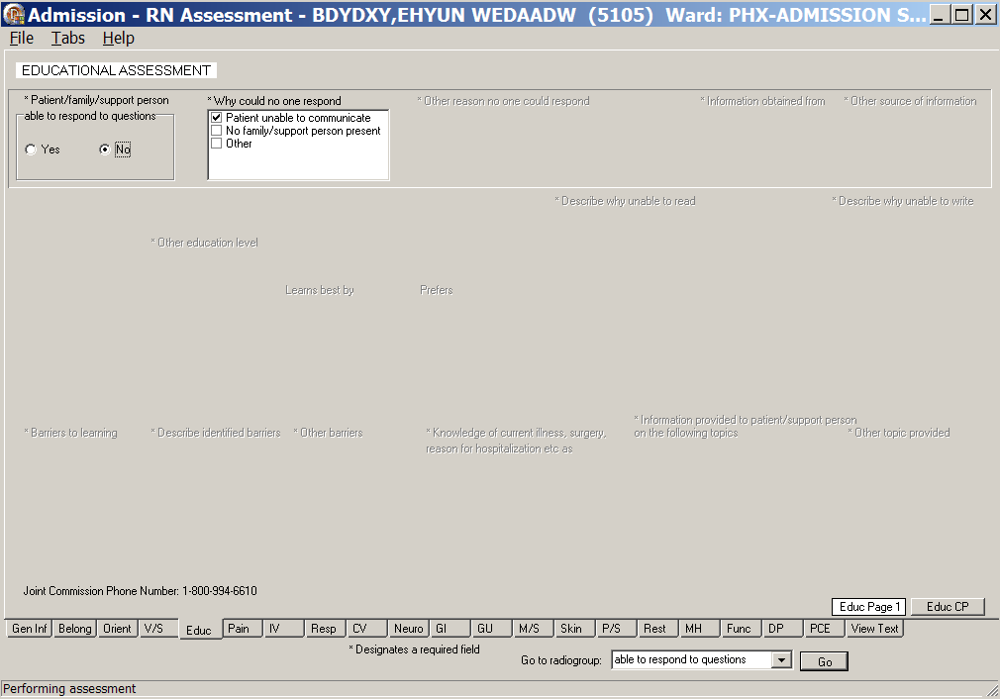 Admission - RN Assessment - BDYDXY,EHYUN WEDAADW (5105) Ward: PHX-ADMISSION S...
File Tabs Help
EDUCATIONAL ASSESSMENT
* Patient/family/support person
able to respond to questions
Yes No
* Why could no one respond
Patient unable to communicate
No family/support person present
Other
* Other reason no one could respond
* Information obtained from
* Other source of information
* Describe why unable to read
* Describe why unable to write
* Other education level
Learns best by
Prefers
* Barriers to learning
* Describe identified barriers
* Other barriers
* Knowledge of current illness, surgery,
reason for hospitalization etc as
* Information provided to patient/support person
on the following topics
* Other topic provided
Joint Commission Phone Number: 1-800-994-6610
Educ Page 1 Educ CP
Gen Inf Belong Orient V/S Educ Pain IV Resp CV Neuro GI GU M/S Skin P/S Rest MH Func DP PCE View Text
* Designates a required field
Go to radiogroup: able to respond to questions Go
Performing assessment